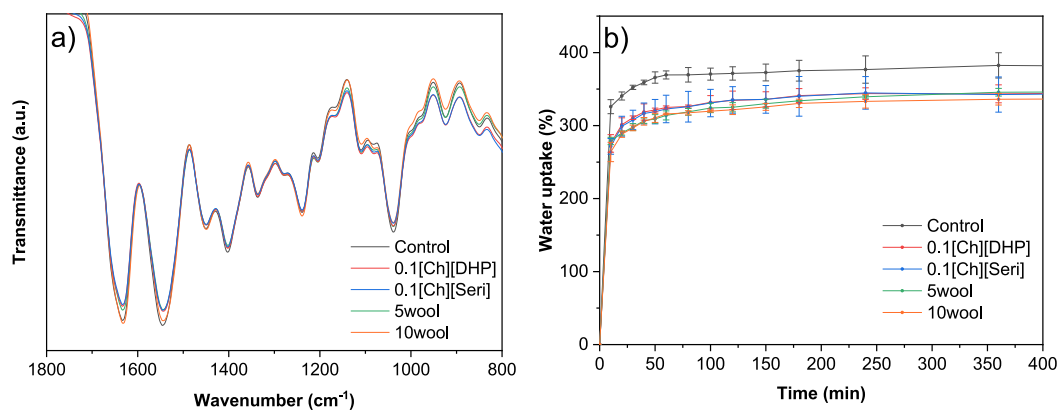 a)
Transmittance (a.u.)
Control
0.1[Ch][DHP]
0.1[Ch][Seri]
5wool
10wool
1800 1600 1400 1200 1000 800
Wavenumber (cm⁻¹)
b)
Water uptake (%)
400
300
200
100
0
Control
0.1[Ch][DHP]
0.1[Ch][Seri]
5wool
10wool
0 50 100 150 200 250 300 350 400
Time (min)